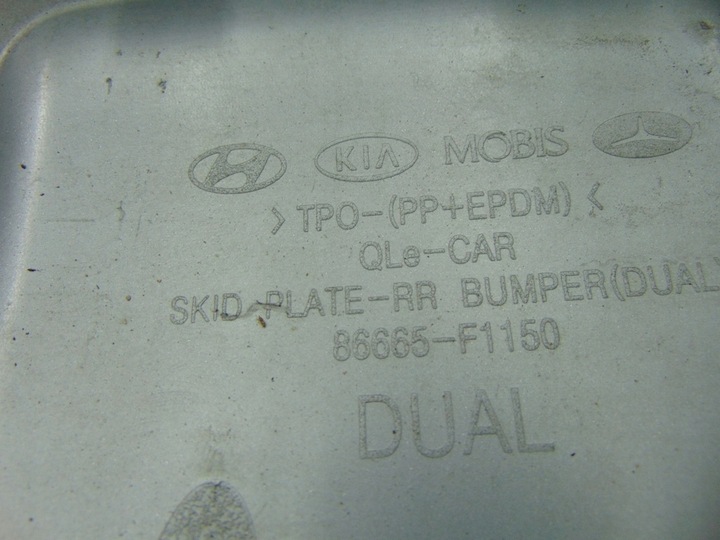 KIA MOBIS
>TPO-(PP+EPDM)<
QLe-CAR
SKID PLATE-RR BUMPER(DUAL)
86665-F1150
DUAL